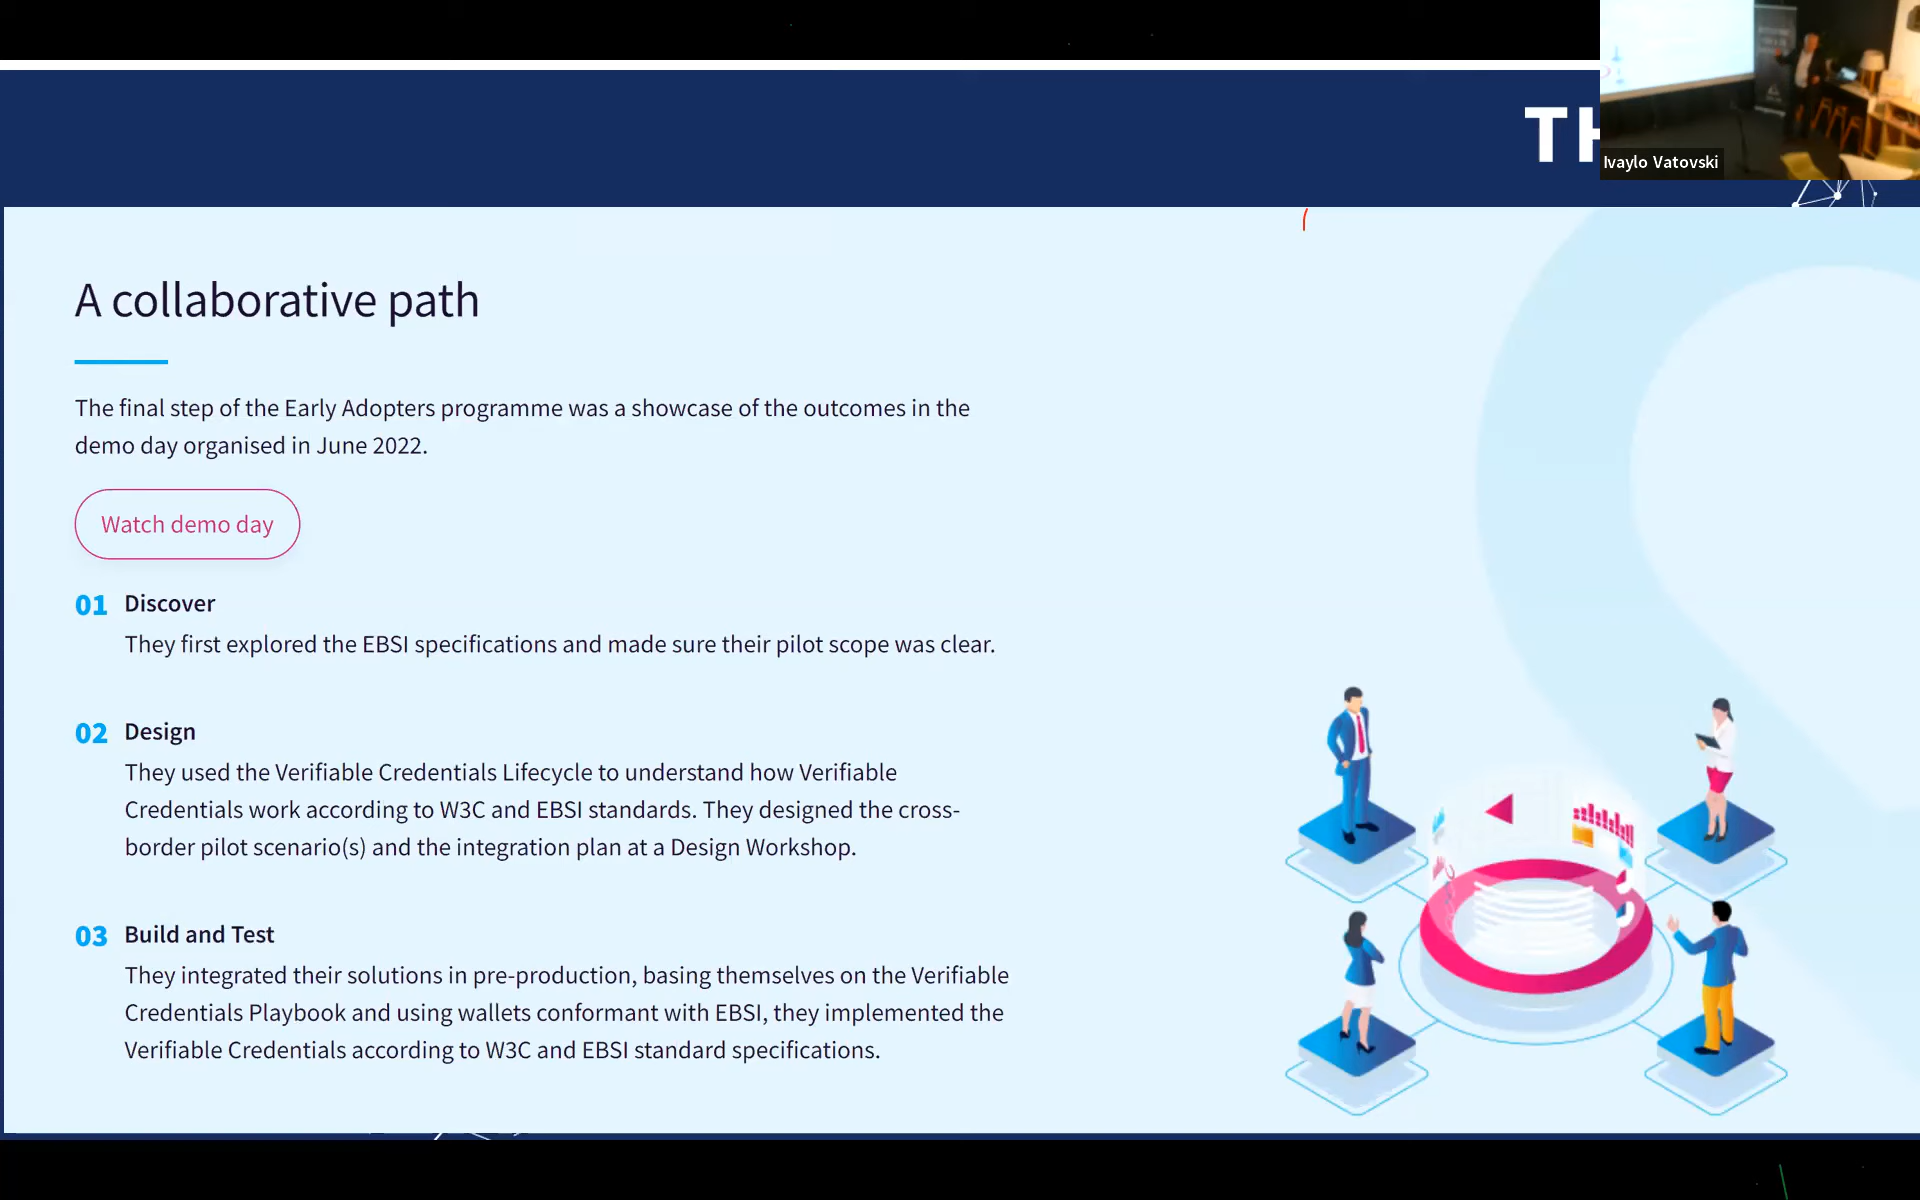 TH
Ivaylo Vatovski
A collaborative path
The final step of the Early Adopters programme was a showcase of the outcomes in the
demo day organised in June 2022.
Watch demo day
01 Discover
They first explored the EBSI specifications and made sure their pilot scope was clear.
02 Design
They used the Verifiable Credentials Lifecycle to understand how Verifiable
Credentials work according to W3C and EBSI standards. They designed the cross-
border pilot scenario(s) and the integration plan at a Design Workshop.
03 Build and Test
They integrated their solutions in pre-production, basing themselves on the Verifiable
Credentials Playbook and using wallets conformant with EBSI, they implemented the
Verifiable Credentials according to W3C and EBSI standard specifications.